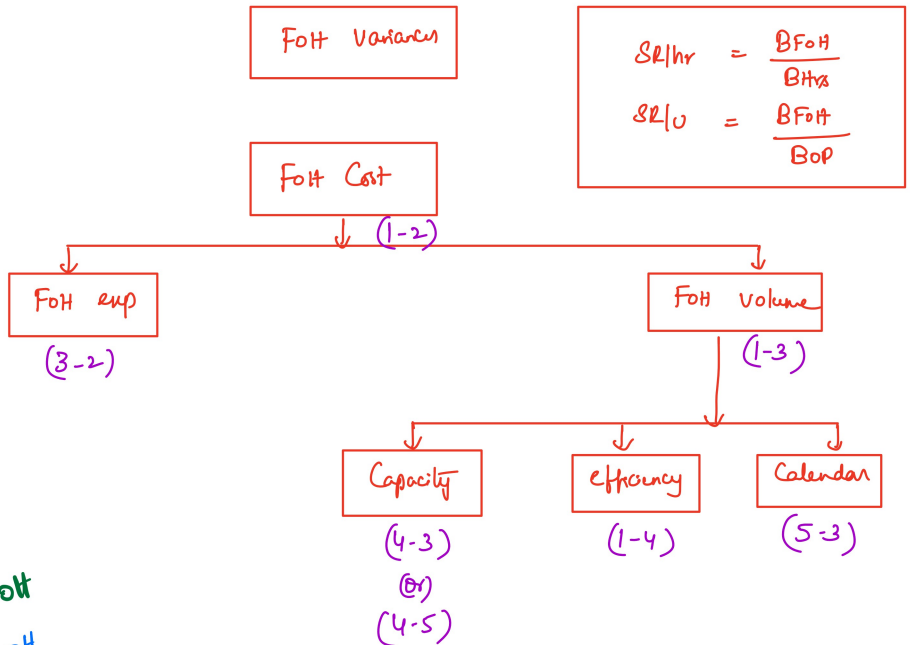 FOH Variances
SR/hr = BFOH
BHrs
SR/U = BFOH
BOP
FOH Cost
(1-2)
FOH exp
(3-2)
FOH volume
(1-3)
Capacity
(4-3)
(or)
(4-5)
efficiency
(1-4)
Calendar
(5-3)